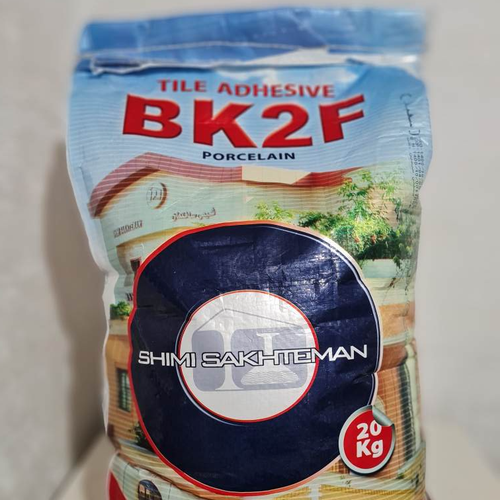 TILE ADHESIVE
BK2F
PORCELAIN
SHIMI SAKHTEMAN
20
Kg